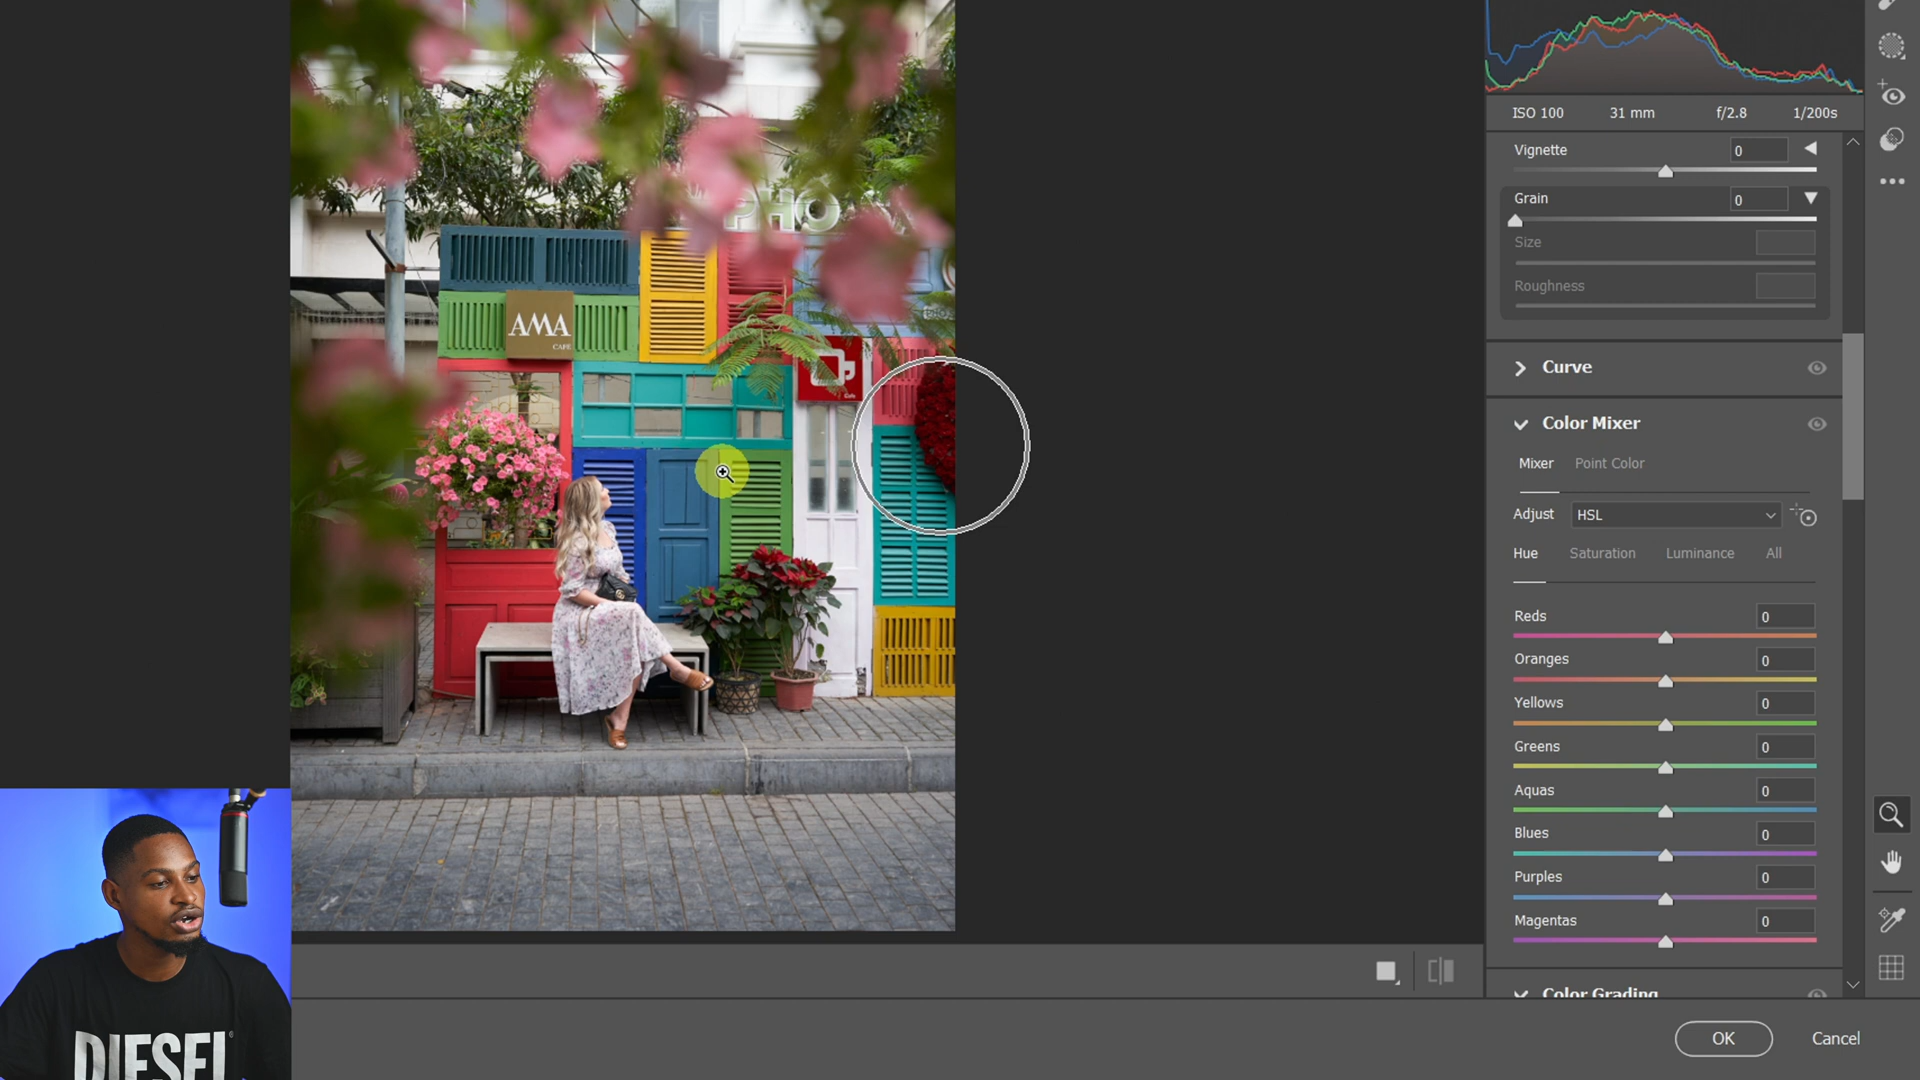 ISO 100 31 mm f/2.8 1/200s
Vignette 0
Grain 0
Size
Roughness
Curve
Color Mixer
Mixer Point Color
Adjust HSL
Hue Saturation Luminance All
Reds 0
Oranges 0
Yellows 0
Greens 0
Aquas 0
Blues 0
Purples 0
Magentas 0
Color Grading
OK Cancel
PHO
AMA
CAFE
Cafe
DIESEL